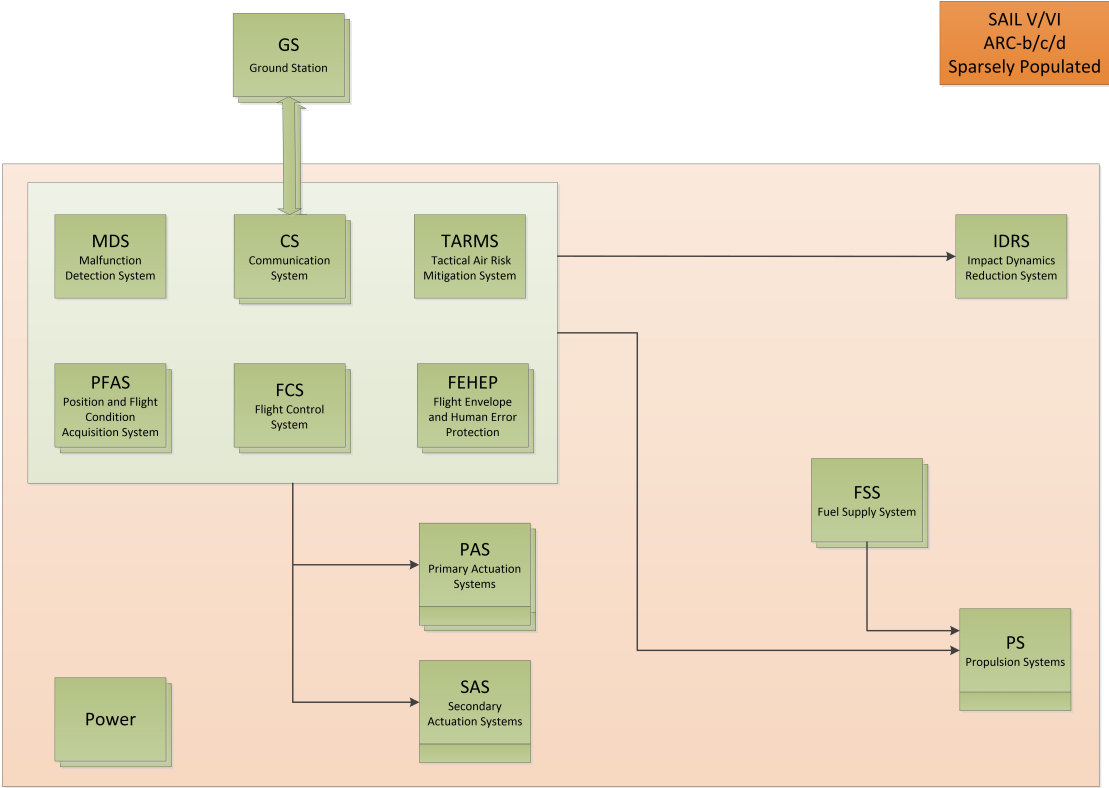 SAIL V/VI
ARC-b/c/d
Sparsely Populated
GS
Ground Station
MDS
Malfunction
Detection System
CS
Communication
System
TARMS
Tactical Air Risk
Mitigation System
IDRS
Impact Dynamics
Reduction System
PFAS
Position and Flight
Condition
Acquisition System
FCS
Flight Control
System
FEHEP
Flight Envelope
and Human Error
Protection
FSS
Fuel Supply System
PAS
Primary Actuation
Systems
PS
Propulsion Systems
SAS
Secondary
Actuation Systems
Power